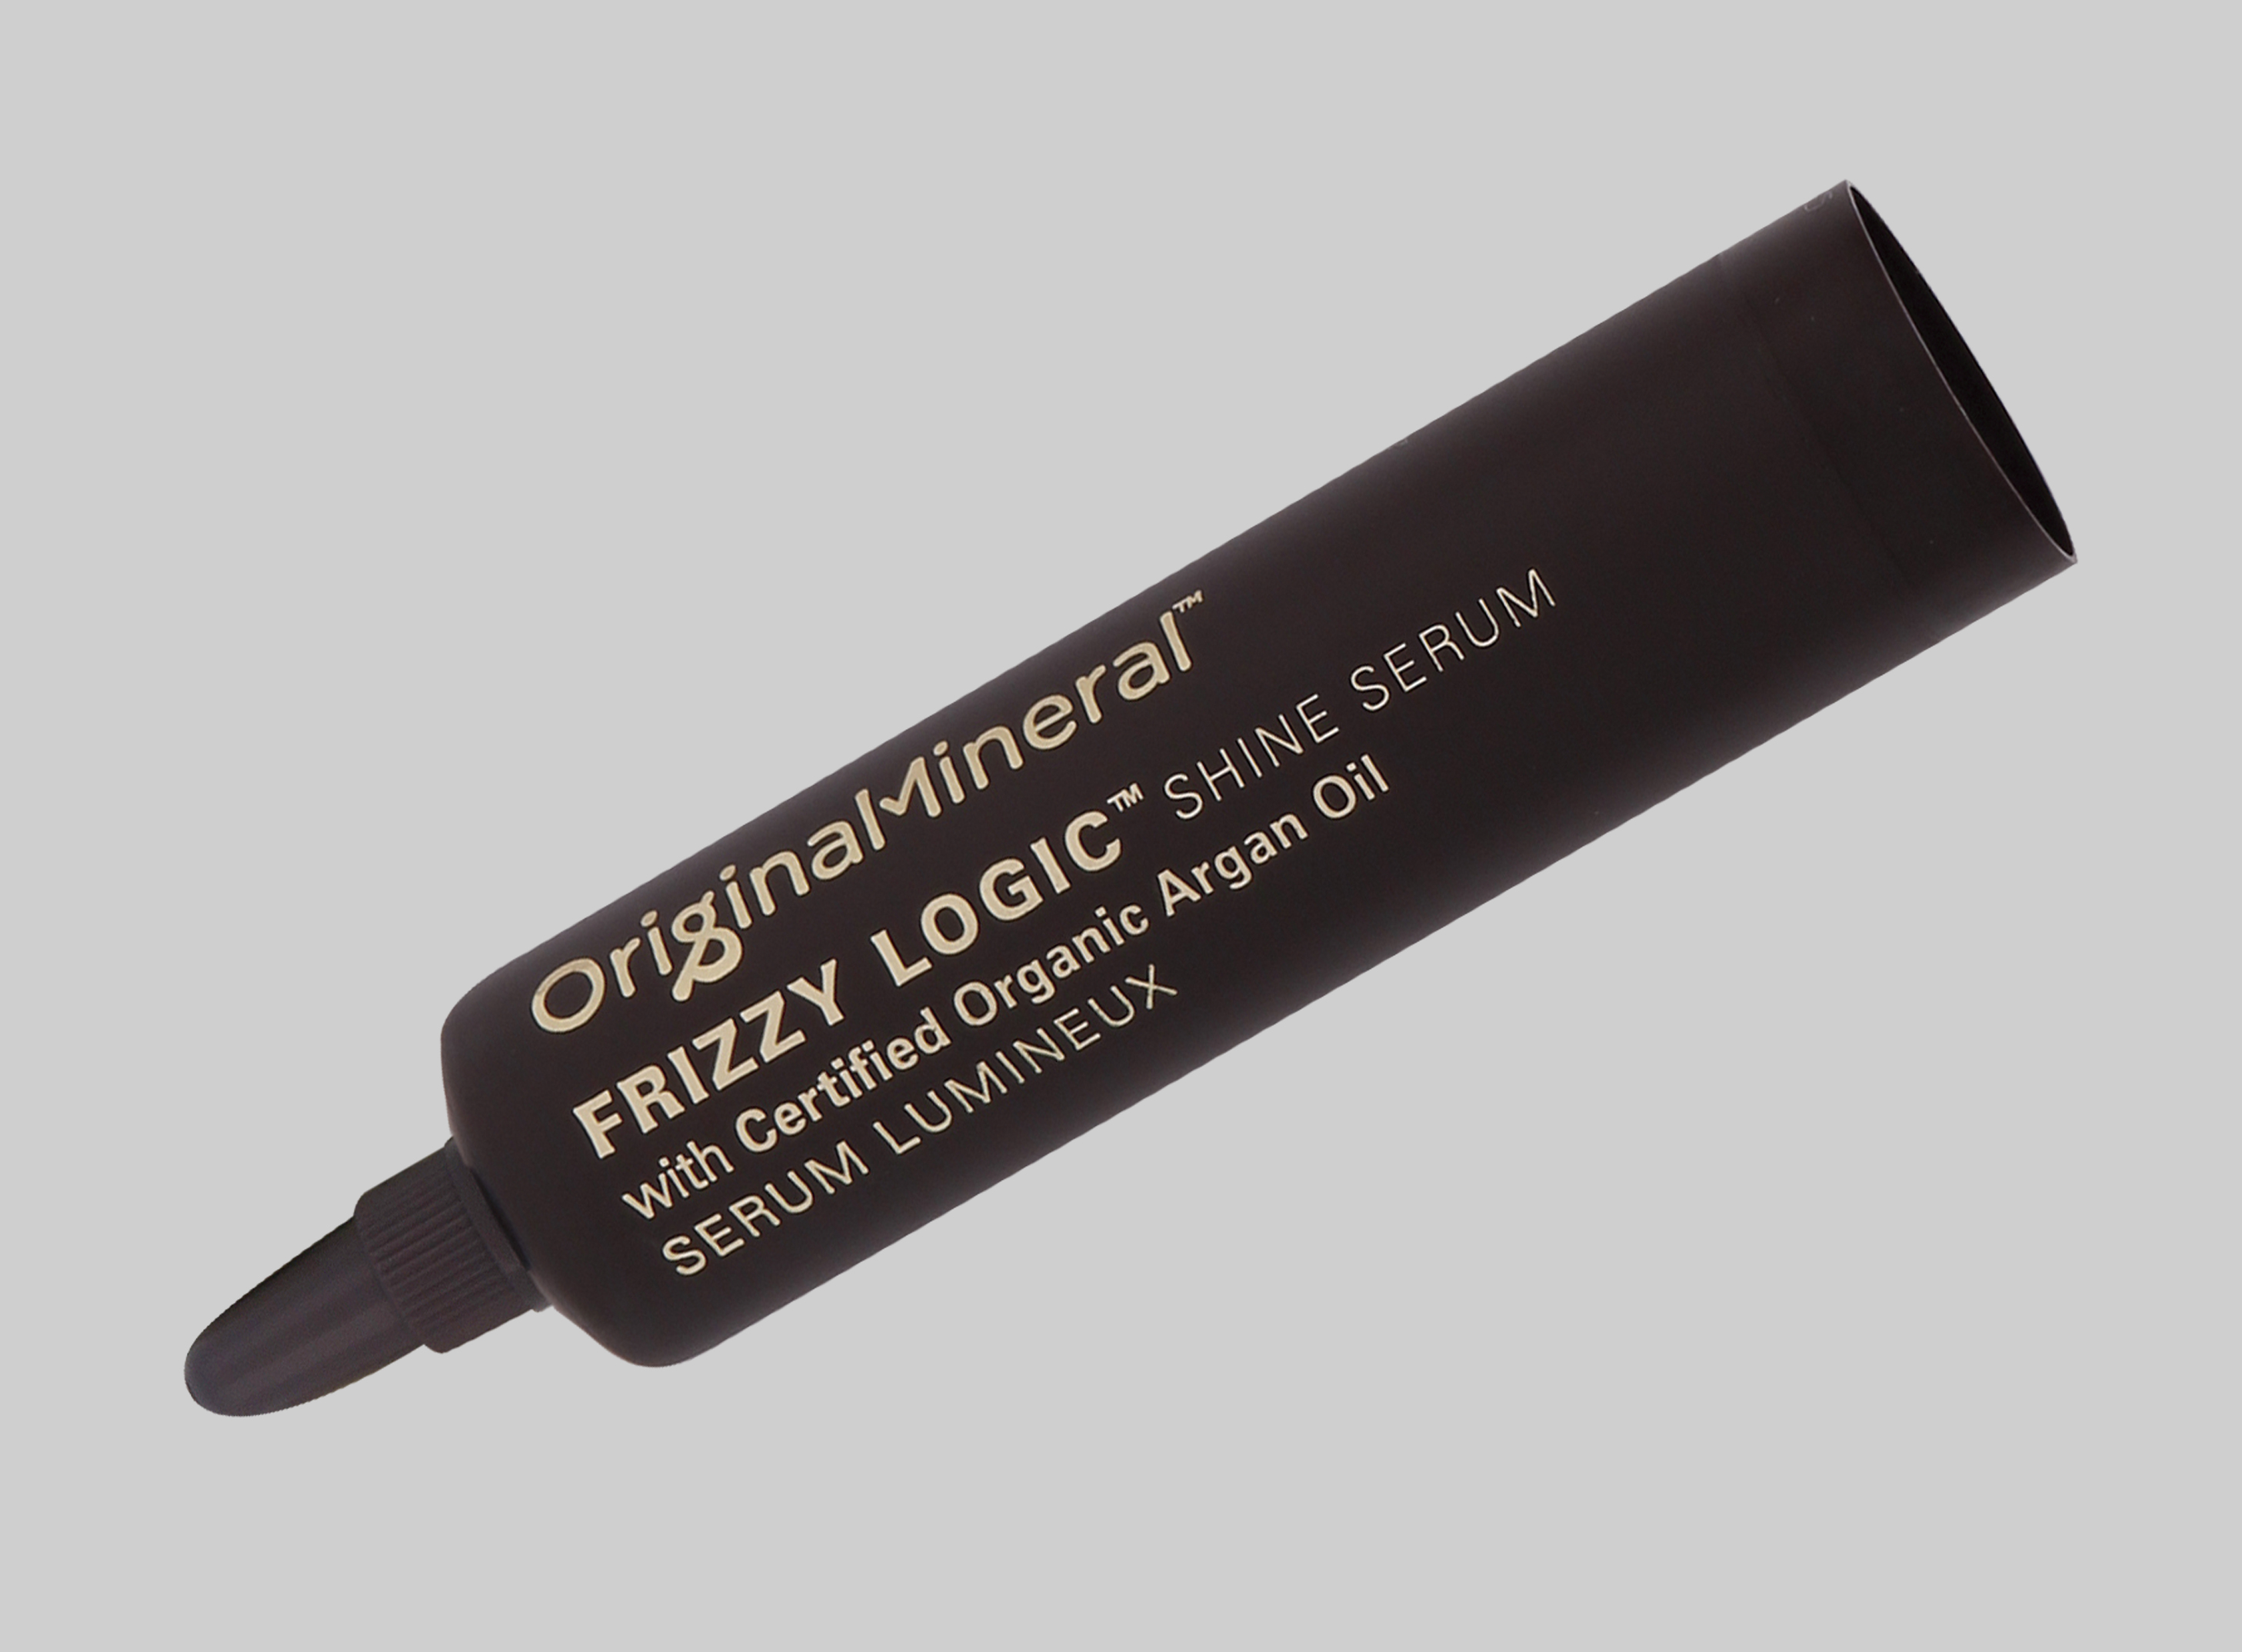 OriginalMineral™
FRIZZY LOGIC™ SHINE SERUM
with Certified Organic Argan Oil
SERUM LUMINEUX